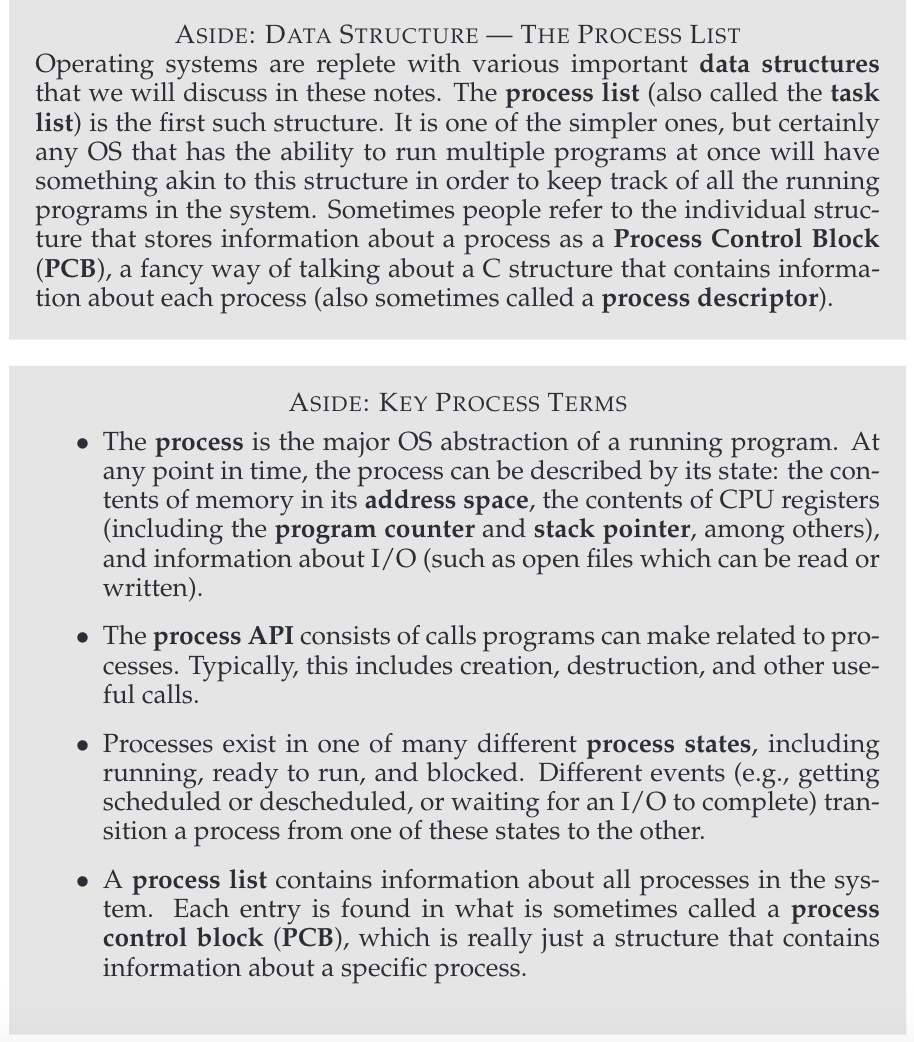 ASIDE: DATA STRUCTURE — THE PROCESS LIST
Operating systems are replete with various important data structures
that we will discuss in these notes. The process list (also called the task
list) is the first such structure. It is one of the simpler ones, but certainly
any OS that has the ability to run multiple programs at once will have
something akin to this structure in order to keep track of all the running
programs in the system. Sometimes people refer to the individual struc-
ture that stores information about a process as a Process Control Block
(PCB), a fancy way of talking about a C structure that contains informa-
tion about each process (also sometimes called a process descriptor).
ASIDE: KEY PROCESS TERMS
• The process is the major OS abstraction of a running program. At
any point in time, the process can be described by its state: the con-
tents of memory in its address space, the contents of CPU registers
(including the program counter and stack pointer, among others),
and information about I/O (such as open files which can be read or
written).
• The process API consists of calls programs can make related to pro-
cesses. Typically, this includes creation, destruction, and other use-
ful calls.
• Processes exist in one of many different process states, including
running, ready to run, and blocked. Different events (e.g., getting
scheduled or descheduled, or waiting for an I/O to complete) tran-
sition a process from one of these states to the other.
• A process list contains information about all processes in the sys-
tem. Each entry is found in what is sometimes called a process
control block (PCB), which is really just a structure that contains
information about a specific process.